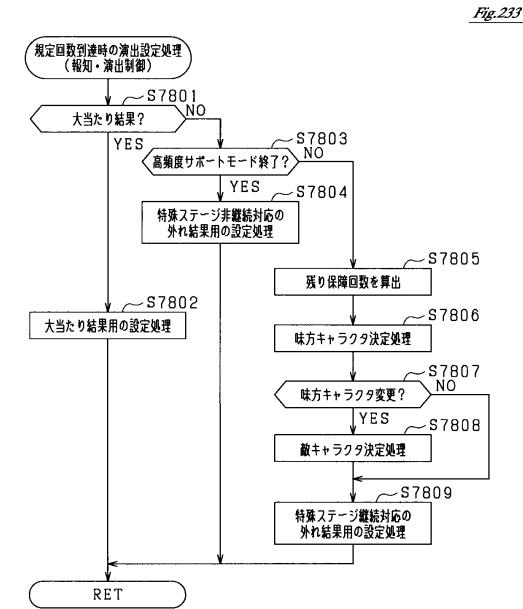 Fig.233
規定回数到達時の演出設定処理
(報知・演出制御)
S7801
大当たり結果?
NO
YES
S7803
高頻度サポートモード終了?
NO
YES
S7804
特殊ステージ非継続対応の
外れ結果用の設定処理
S7805
残り保障回数を算出
S7802
大当たり結果用の設定処理
S7806
味方キャラクタ決定処理
S7807
味方キャラクタ変更?
NO
YES
S7808
敵キャラクタ決定処理
S7809
特殊ステージ継続対応の
外れ結果用の設定処理
RET